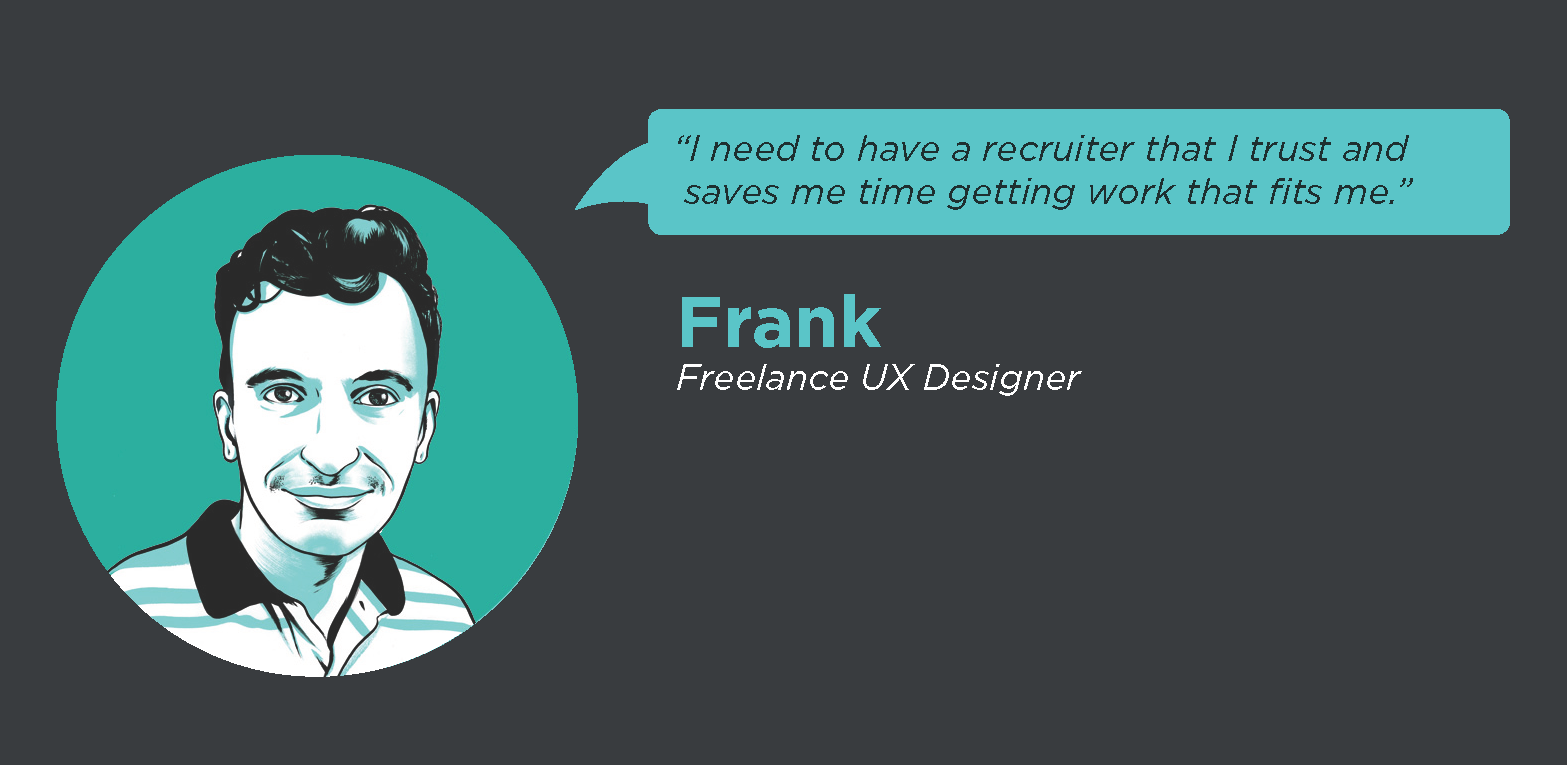 “I need to have a recruiter that I trust and
saves me time getting work that fits me.”
Frank
Freelance UX Designer